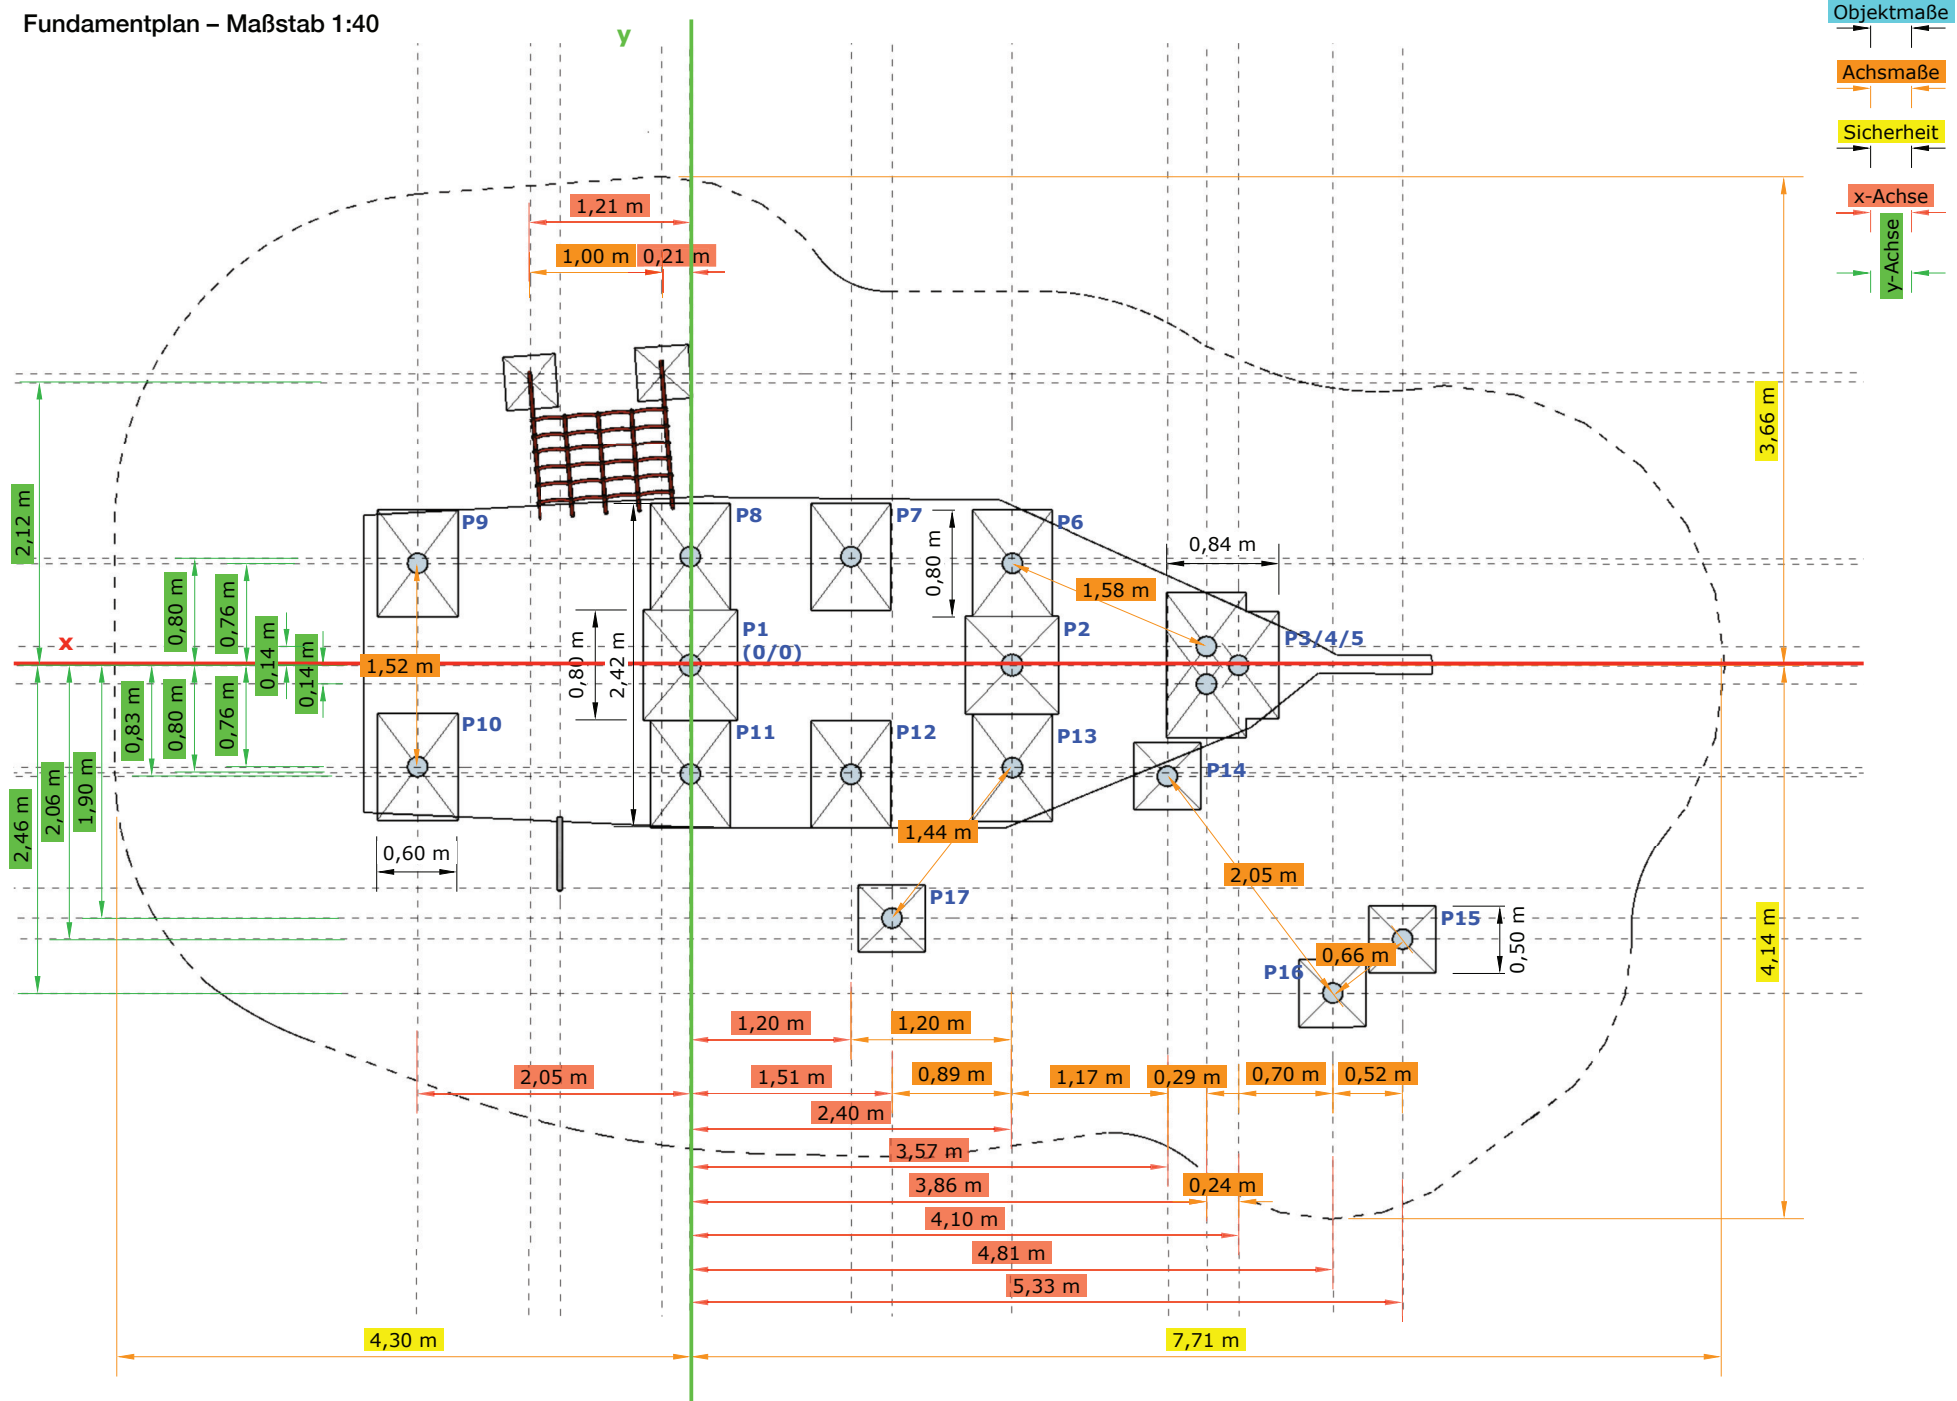 Fundamentplan – Maßstab 1:40
Objektmaße
Achsmaße
Sicherheit
x-Achse
y-Achse
y
x
1,21 m
1,00 m
0,21 m
3,66 m
2,12 m
P9
P8
P7
P6
0,80 m
0,84 m
0,80 m
0,76 m
0,14 m
0,14 m
1,58 m
1,52 m
0,80 m
2,42 m
P1
(0/0)
P2
P3/4/5
0,83 m
0,80 m
0,76 m
P10
P11
P12
P13
P14
2,46 m
2,06 m
1,90 m
0,60 m
1,44 m
2,05 m
P17
P15
0,50 m
4,14 m
0,66 m
P16
1,20 m
1,20 m
2,05 m
1,51 m
0,89 m
1,17 m
0,29 m
0,70 m
0,52 m
2,40 m
3,57 m
3,86 m
0,24 m
4,10 m
4,81 m
5,33 m
4,30 m
7,71 m